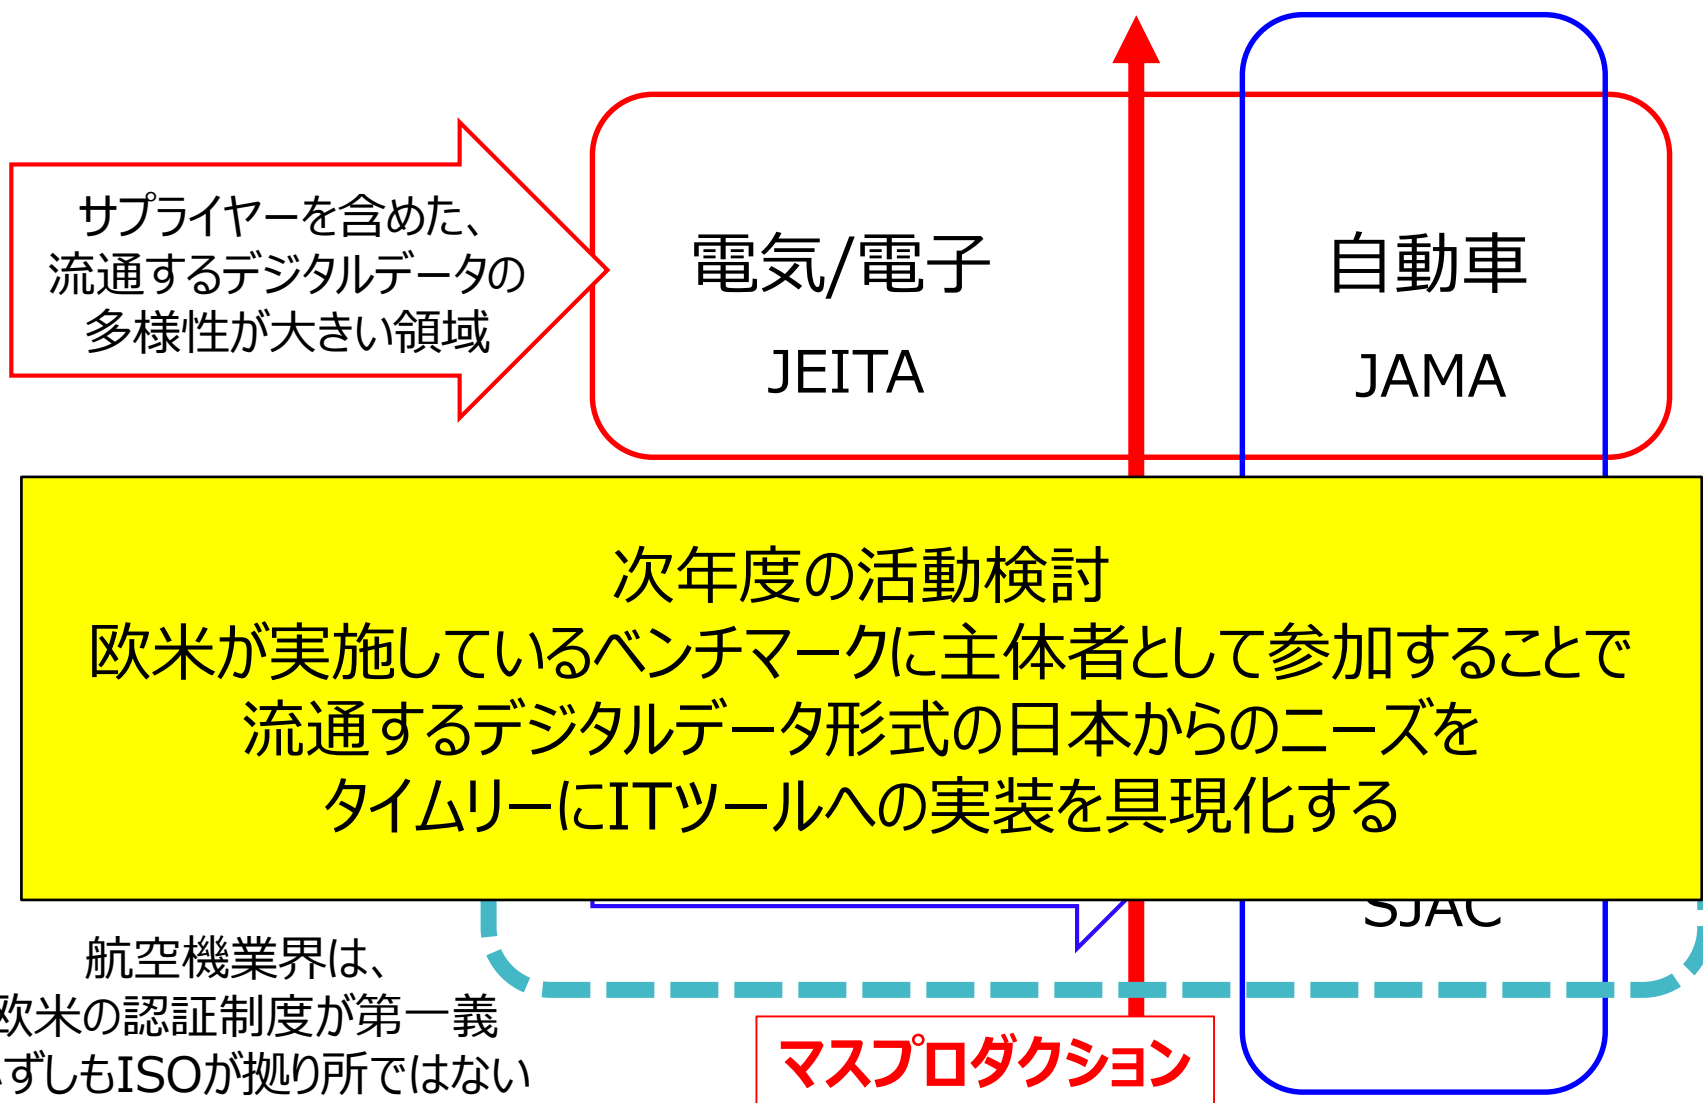 サプライヤーを含めた、
流通するデジタルデータの
多様性が大きい領域
電気/電子
JEITA
自動車
JAMA
次年度の活動検討
欧米が実施しているベンチマークに主体者として参加することで
流通するデジタルデータ形式の日本からのニーズを
タイムリーにITツールへの実装を具現化する
SJAC
航空機業界は、
欧米の認証制度が第一義
ずしもISOが拠り所ではない
マスプロダクション